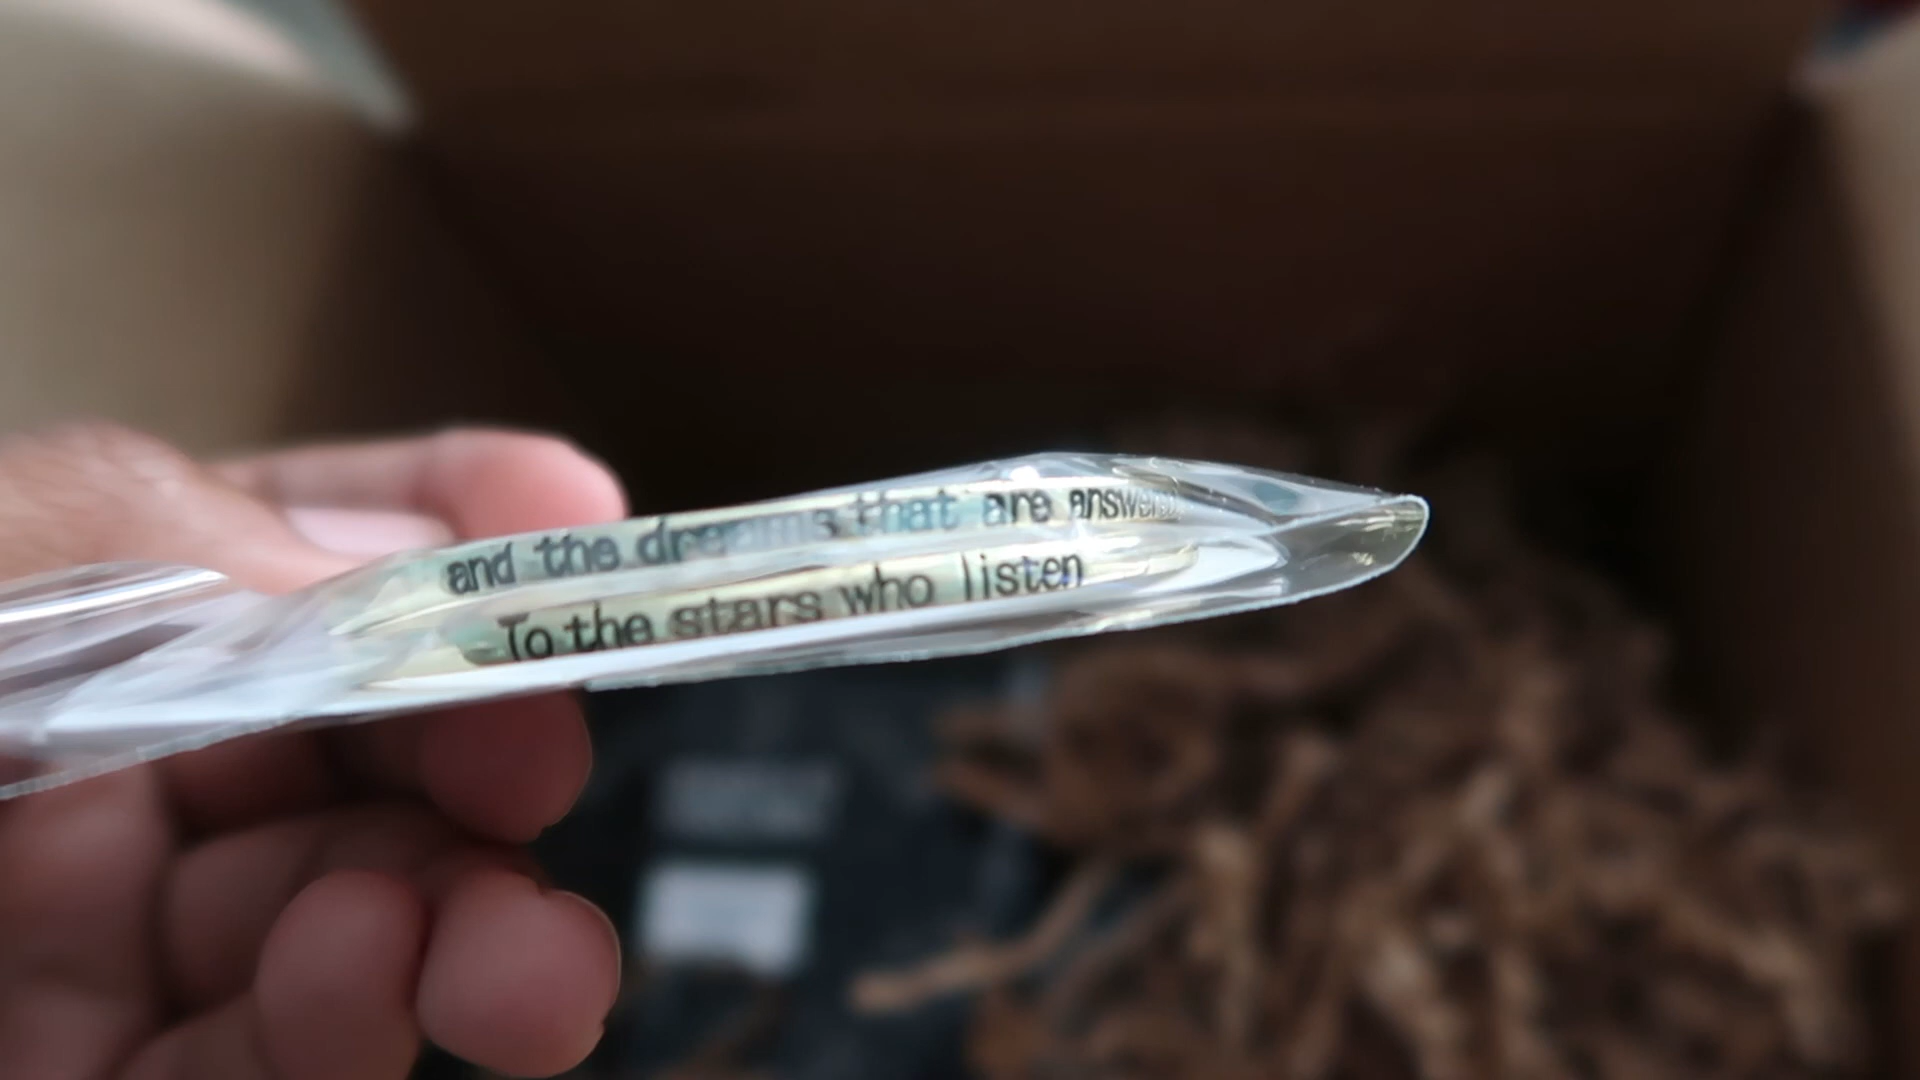 and the dreams that are answered
To the stars who listen